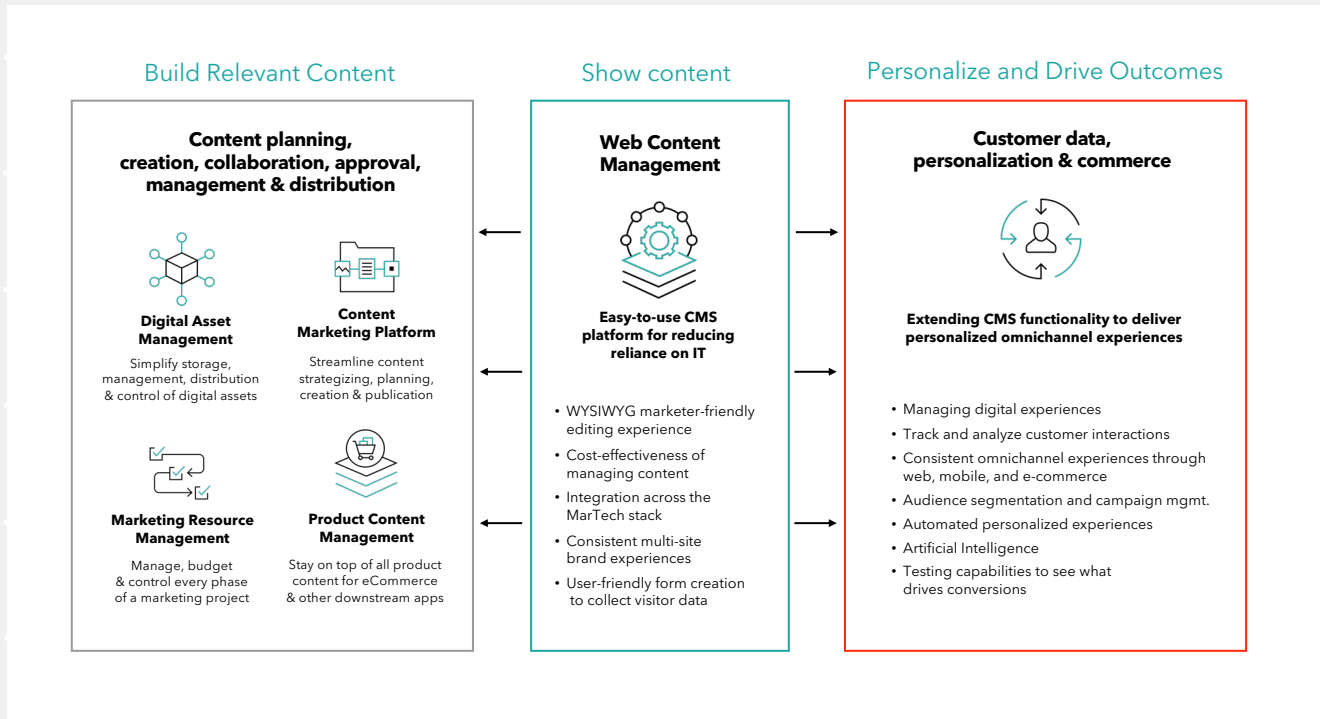 Build Relevant Content
Content planning,
creation, collaboration, approval,
management & distribution
Digital Asset
Management
Simplify storage,
management, distribution
& control of digital assets
Content
Marketing Platform
Streamline content
strategizing, planning,
creation & publication
Marketing Resource
Management
Manage, budget
& control every phase
of a marketing project
Product Content
Management
Stay on top of all product
content for eCommerce
& other downstream apps
Show content
Web Content
Management
Easy-to-use CMS
platform for reducing
reliance on IT
• WYSIWYG marketer-friendly
editing experience
• Cost-effectiveness of
managing content
• Integration across the
MarTech stack
• Consistent multi-site
brand experiences
• User-friendly form creation
to collect visitor data
Personalize and Drive Outcomes
Customer data,
personalization & commerce
Extending CMS functionality to deliver
personalized omnichannel experiences
• Managing digital experiences
• Track and analyze customer interactions
• Consistent omnichannel experiences through
web, mobile, and e-commerce
• Audience segmentation and campaign mgmt.
• Automated personalized experiences
• Artificial Intelligence
• Testing capabilities to see what
drives conversions